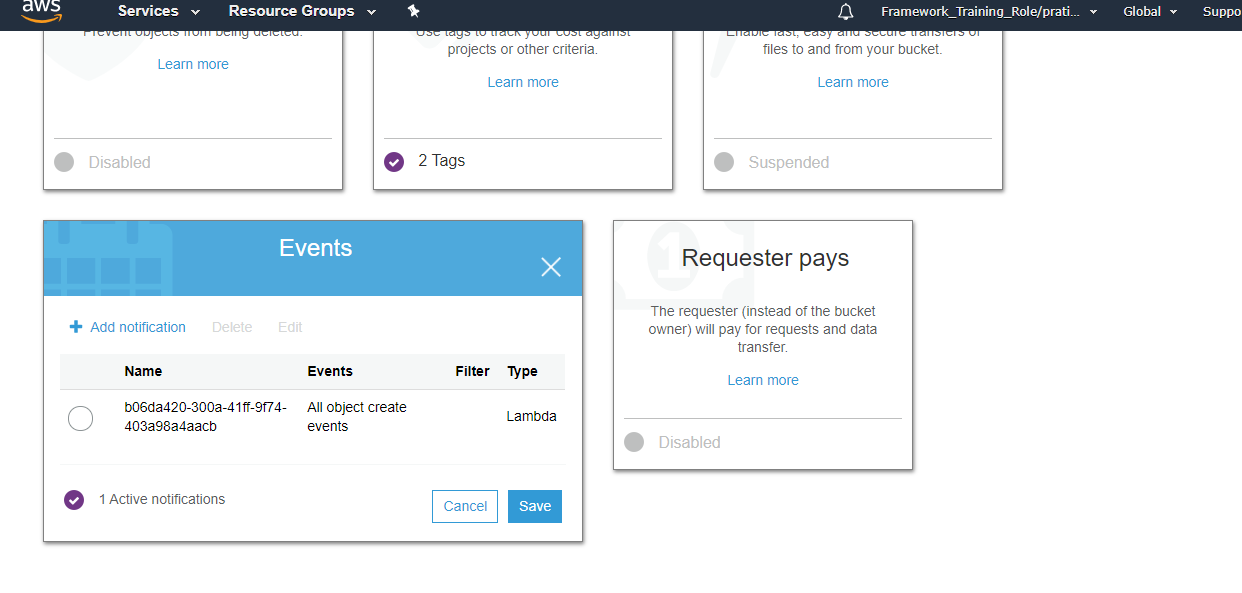 aws Services Resource Groups Framework_Training_Role/prati... Global Suppo
Prevent objects from being deleted.
Learn more
Disabled
Use tags to track your cost against
projects or other criteria.
Learn more
2 Tags
Enable fast, easy and secure transfers of
files to and from your bucket.
Learn more
Suspended
Events
Add notification Delete Edit
Name Events Filter Type
b06da420-300a-41ff-9f74-
403a98a4aacb
All object create
events
Lambda
1 Active notifications
Cancel Save
1
Requester pays
The requester (instead of the bucket
owner) will pay for requests and data
transfer.
Learn more
Disabled